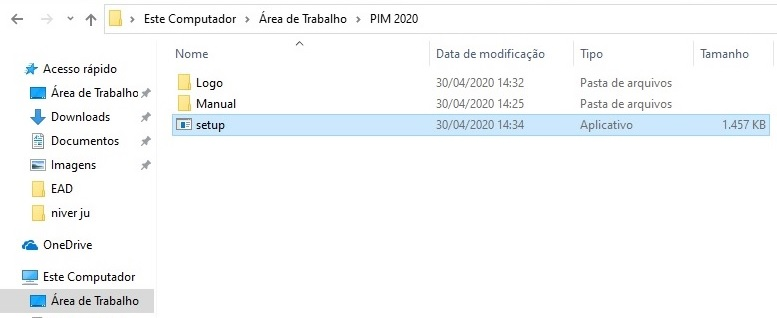 Este Computador > Área de Trabalho > PIM 2020
Nome Data de modificação Tipo Tamanho
Acesso rápido
Área de Trabalho
Downloads
Documentos
Imagens
EAD
niver ju
OneDrive
Este Computador
Área de Trabalho
Logo 30/04/2020 14:32 Pasta de arquivos
Manual 30/04/2020 14:25 Pasta de arquivos
setup 30/04/2020 14:34 Aplicativo 1.457 KB